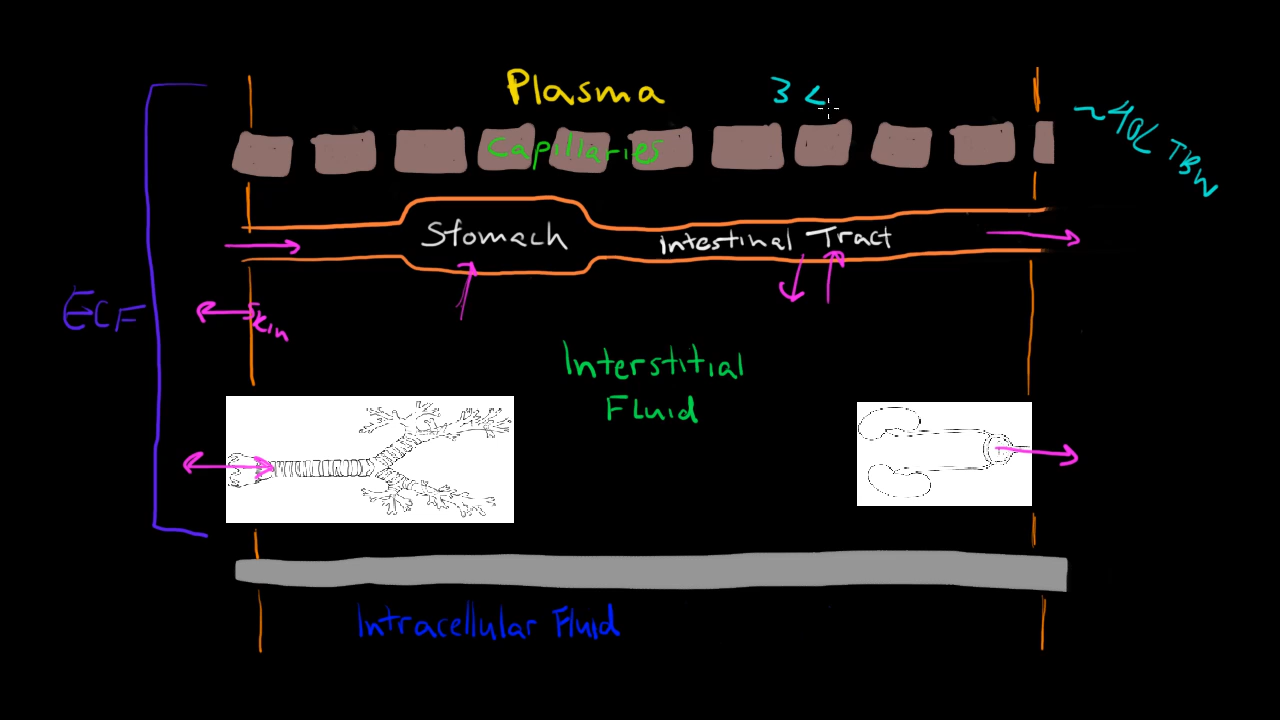 Plasma
3 L
~40L TBW
Capillaries
Stomach
Intestinal Tract
ECF
Skin
Interstitial
Fluid
Intracellular Fluid